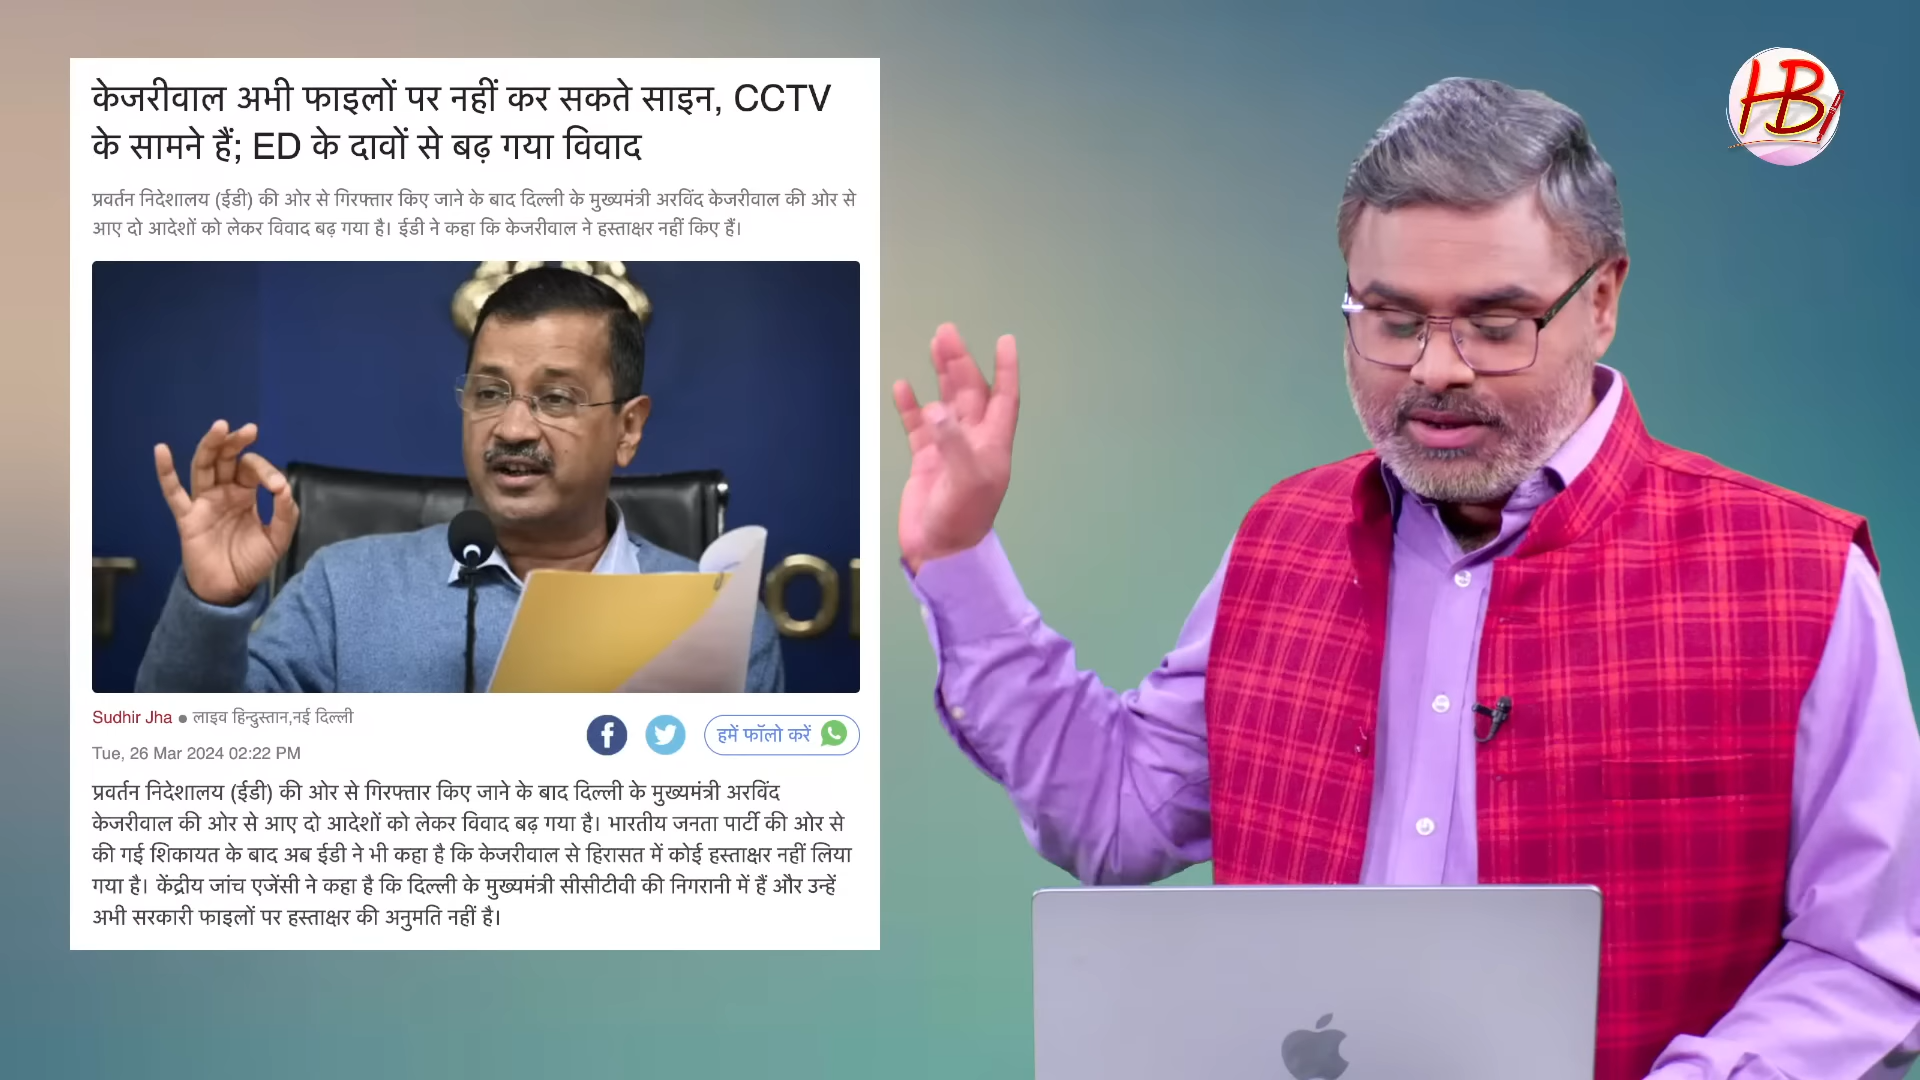 केजरीवाल अभी फाइलों पर नहीं कर सकते साइन, CCTV
के सामने हैं; ED के दावों से बढ़ गया विवाद
प्रवर्तन निदेशालय (ईडी) की ओर से गिरफ्तार किए जाने के बाद दिल्ली के मुख्यमंत्री अरविंद केजरीवाल की ओर से
आए दो आदेशों को लेकर विवाद बढ़ गया है। ईडी ने कहा कि केजरीवाल ने हस्ताक्षर नहीं किए हैं।
Sudhir Jha ● लाइव हिन्दुस्तान,नई दिल्ली
हमें फॉलो करें
Tue, 26 Mar 2024 02:22 PM
प्रवर्तन निदेशालय (ईडी) की ओर से गिरफ्तार किए जाने के बाद दिल्ली के मुख्यमंत्री अरविंद
केजरीवाल की ओर से आए दो आदेशों को लेकर विवाद बढ़ गया है। भारतीय जनता पार्टी की ओर से
की गई शिकायत के बाद अब ईडी ने भी कहा है कि केजरीवाल से हिरासत में कोई हस्ताक्षर नहीं लिया
गया है। केंद्रीय जांच एजेंसी ने कहा है कि दिल्ली के मुख्यमंत्री सीसीटीवी की निगरानी में हैं और उन्हें
अभी सरकारी फाइलों पर हस्ताक्षर की अनुमति नहीं है।
HB